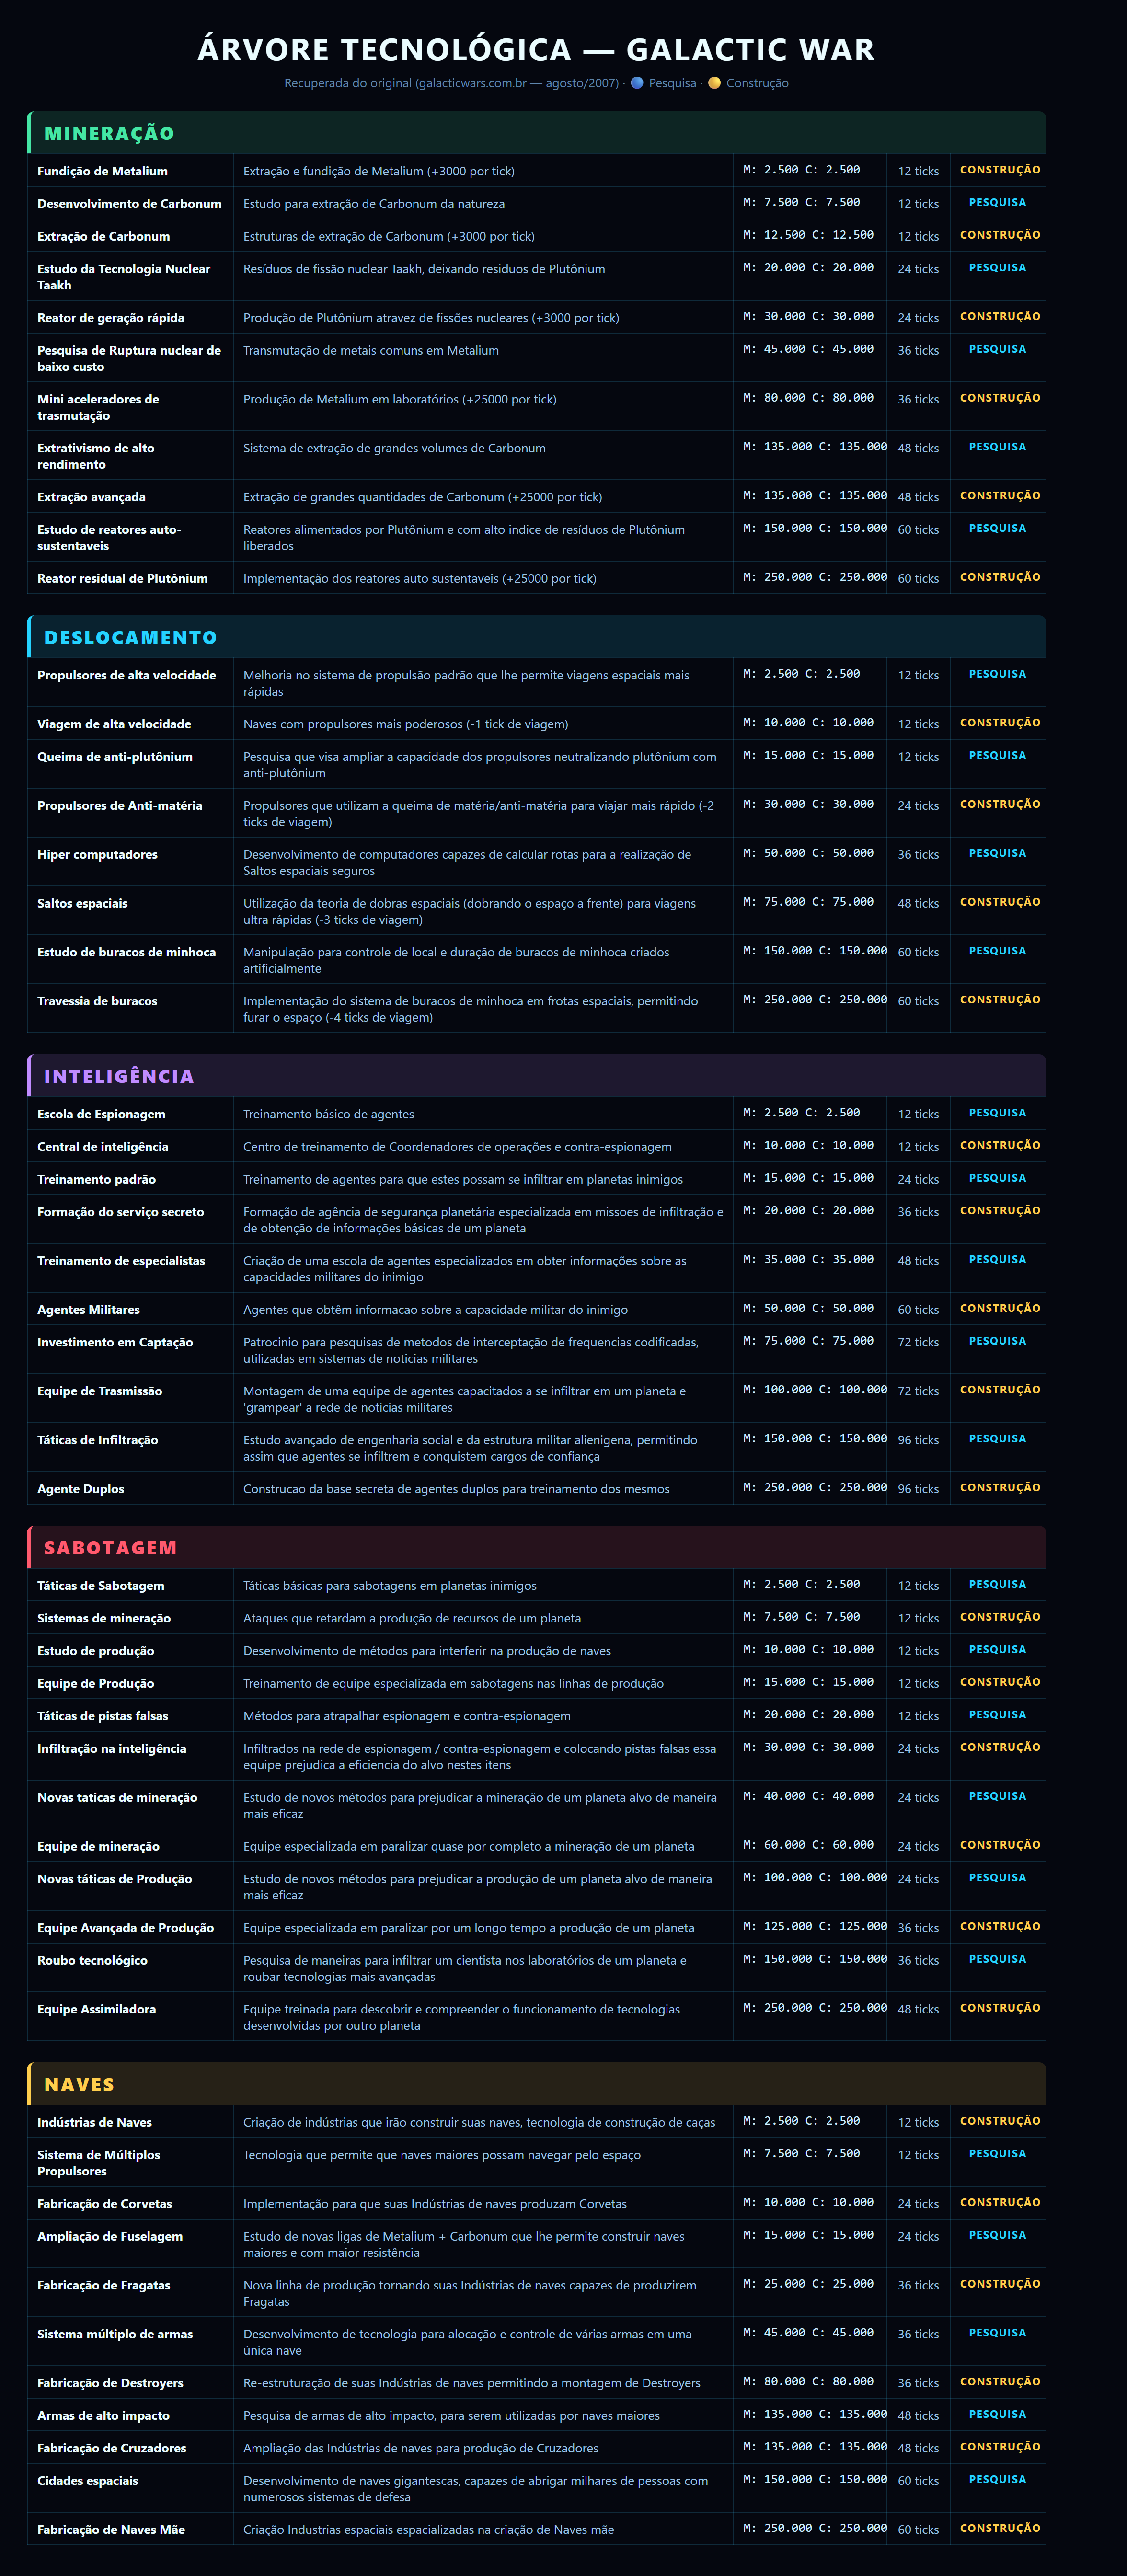 ÁRVORE TECNOLÓGICA — GALACTIC WAR
Recuperada do original (galacticwars.com.br — agosto/2007) · 🔵 Pesquisa · 🟡 Construção
MINERAÇÃO
Fundição de Metalium Extração e fundição de Metalium (+3000 por tick) M: 2.500 C: 2.500 12 ticks CONSTRUÇÃO
Desenvolvimento de Carbonum Estudo para extração de Carbonum da natureza M: 7.500 C: 7.500 12 ticks PESQUISA
Extração de Carbonum Estruturas de extração de Carbonum (+3000 por tick) M: 12.500 C: 12.500 12 ticks CONSTRUÇÃO
Estudo da Tecnologia Nuclear Resíduos de fissão nuclear Taakh, deixando residuos de Plutônium M: 20.000 C: 20.000 24 ticks PESQUISA
Taakh
Reator de geração rápida Produção de Plutônium atravez de fissões nucleares (+3000 por tick) M: 30.000 C: 30.000 24 ticks CONSTRUÇÃO
Pesquisa de Ruptura nuclear de Transmutação de metais comuns em Metalium M: 45.000 C: 45.000 36 ticks PESQUISA
baixo custo
Mini aceleradores de Produção de Metalium em laboratórios (+25000 por tick) M: 80.000 C: 80.000 36 ticks CONSTRUÇÃO
trasmutação
Extrativismo de alto Sistema de extração de grandes volumes de Carbonum M: 135.000 C: 135.000 48 ticks PESQUISA
rendimento
Extração avançada Extração de grandes quantidades de Carbonum (+25000 por tick) M: 135.000 C: 135.000 48 ticks CONSTRUÇÃO
Estudo de reatores auto- Reatores alimentados por Plutônium e com alto indice de resíduos de Plutônium M: 150.000 C: 150.000 60 ticks PESQUISA
sustentaveis liberados
Reator residual de Plutônium Implementação dos reatores auto sustentaveis (+25000 por tick) M: 250.000 C: 250.000 60 ticks CONSTRUÇÃO
DESLOCAMENTO
Propulsores de alta velocidade Melhoria no sistema de propulsão padrão que lhe permite viagens espaciais mais M: 2.500 C: 2.500 12 ticks PESQUISA
rápidas
Viagem de alta velocidade Naves com propulsores mais poderosos (-1 tick de viagem) M: 10.000 C: 10.000 12 ticks CONSTRUÇÃO
Queima de anti-plutônium Pesquisa que visa ampliar a capacidade dos propulsores neutralizando plutônium com M: 15.000 C: 15.000 12 ticks PESQUISA
anti-plutônium
Propulsores de Anti-matéria Propulsores que utilizam a queima de matéria/anti-matéria para viajar mais rápido (-2 M: 30.000 C: 30.000 24 ticks CONSTRUÇÃO
ticks de viagem)
Hiper computadores Desenvolvimento de computadores capazes de calcular rotas para a realização de M: 50.000 C: 50.000 36 ticks PESQUISA
Saltos espaciais seguros
Saltos espaciais Utilização da teoria de dobras espaciais (dobrando o espaço a frente) para viagens M: 75.000 C: 75.000 48 ticks CONSTRUÇÃO
ultra rápidas (-3 ticks de viagem)
Estudo de buracos de minhoca Manipulação para controle de local e duração de buracos de minhoca criados M: 150.000 C: 150.000 60 ticks PESQUISA
artificialmente
Travessia de buracos Implementação do sistema de buracos de minhoca em frotas espaciais, permitindo M: 250.000 C: 250.000 60 ticks CONSTRUÇÃO
furar o espaço (-4 ticks de viagem)
INTELIGÊNCIA
Escola de Espionagem Treinamento básico de agentes M: 2.500 C: 2.500 12 ticks PESQUISA
Central de inteligência Centro de treinamento de Coordenadores de operações e contra-espionagem M: 10.000 C: 10.000 12 ticks CONSTRUÇÃO
Treinamento padrão Treinamento de agentes para que estes possam se infiltrar em planetas inimigos M: 15.000 C: 15.000 24 ticks PESQUISA
Formação do serviço secreto Formação de agência de segurança planetária especializada em missoes de infiltração e M: 20.000 C: 20.000 36 ticks CONSTRUÇÃO
de obtenção de informações básicas de um planeta
Treinamento de especialistas Criação de uma escola de agentes especializados em obter informações sobre as M: 35.000 C: 35.000 48 ticks PESQUISA
capacidades militares do inimigo
Agentes Militares Agentes que obtêm informacao sobre a capacidade militar do inimigo M: 50.000 C: 50.000 60 ticks CONSTRUÇÃO
Investimento em Captação Patrocinio para pesquisas de metodos de interceptação de frequencias codificadas, M: 75.000 C: 75.000 72 ticks PESQUISA
utilizadas em sistemas de noticias militares
Equipe de Trasmissão Montagem de uma equipe de agentes capacitados a se infiltrar em um planeta e M: 100.000 C: 100.000 72 ticks CONSTRUÇÃO
'grampear' a rede de noticias militares
Táticas de Infiltração Estudo avançado de engenharia social e da estrutura militar alienigena, permitindo M: 150.000 C: 150.000 96 ticks PESQUISA
assim que agentes se infiltrem e conquistem cargos de confiança
Agente Duplos Construcao da base secreta de agentes duplos para treinamento dos mesmos M: 250.000 C: 250.000 96 ticks CONSTRUÇÃO
SABOTAGEM
Táticas de Sabotagem Táticas básicas para sabotagens em planetas inimigos M: 2.500 C: 2.500 12 ticks PESQUISA
Sistemas de mineração Ataques que retardam a produção de recursos de um planeta M: 7.500 C: 7.500 12 ticks CONSTRUÇÃO
Estudo de produção Desenvolvimento de métodos para interferir na produção de naves M: 10.000 C: 10.000 12 ticks PESQUISA
Equipe de Produção Treinamento de equipe especializada em sabotagens nas linhas de produção M: 15.000 C: 15.000 12 ticks CONSTRUÇÃO
Táticas de pistas falsas Métodos para atrapalhar espionagem e contra-espionagem M: 20.000 C: 20.000 12 ticks PESQUISA
Infiltração na inteligência Infiltrados na rede de espionagem / contra-espionagem e colocando pistas falsas essa M: 30.000 C: 30.000 24 ticks CONSTRUÇÃO
equipe prejudica a eficiencia do alvo nestes itens
Novas taticas de mineração Estudo de novos métodos para prejudicar a mineração de um planeta alvo de maneira M: 40.000 C: 40.000 24 ticks PESQUISA
mais eficaz
Equipe de mineração Equipe especializada em paralizar quase por completo a mineração de um planeta M: 60.000 C: 60.000 24 ticks CONSTRUÇÃO
Novas táticas de Produção Estudo de novos métodos para prejudicar a produção de um planeta alvo de maneira M: 100.000 C: 100.000 24 ticks PESQUISA
mais eficaz
Equipe Avançada de Produção Equipe especializada em paralizar por um longo tempo a produção de um planeta M: 125.000 C: 125.000 36 ticks CONSTRUÇÃO
Roubo tecnológico Pesquisa de maneiras para infiltrar um cientista nos laboratórios de um planeta e M: 150.000 C: 150.000 36 ticks PESQUISA
roubar tecnologias mais avançadas
Equipe Assimiladora Equipe treinada para descobrir e compreender o funcionamento de tecnologias M: 250.000 C: 250.000 48 ticks CONSTRUÇÃO
desenvolvidas por outro planeta
NAVES
Indústrias de Naves Criação de indústrias que irão construir suas naves, tecnologia de construção de caças M: 2.500 C: 2.500 12 ticks CONSTRUÇÃO
Sistema de Múltiplos Tecnologia que permite que naves maiores possam navegar pelo espaço M: 7.500 C: 7.500 12 ticks PESQUISA
Propulsores
Fabricação de Corvetas Implementação para que suas Indústrias de naves produzam Corvetas M: 10.000 C: 10.000 24 ticks CONSTRUÇÃO
Ampliação de Fuselagem Estudo de novas ligas de Metalium + Carbonum que lhe permite construir naves M: 15.000 C: 15.000 24 ticks PESQUISA
maiores e com maior resistência
Fabricação de Fragatas Nova linha de produção tornando suas Indústrias de naves capazes de produzirem M: 25.000 C: 25.000 36 ticks CONSTRUÇÃO
Fragatas
Sistema múltiplo de armas Desenvolvimento de tecnologia para alocação e controle de várias armas em uma M: 45.000 C: 45.000 36 ticks PESQUISA
única nave
Fabricação de Destroyers Re-estruturação de suas Indústrias de naves permitindo a montagem de Destroyers M: 80.000 C: 80.000 36 ticks CONSTRUÇÃO
Armas de alto impacto Pesquisa de armas de alto impacto, para serem utilizadas por naves maiores M: 135.000 C: 135.000 48 ticks PESQUISA
Fabricação de Cruzadores Ampliação das Indústrias de naves para produção de Cruzadores M: 135.000 C: 135.000 48 ticks CONSTRUÇÃO
Cidades espaciais Desenvolvimento de naves gigantescas, capazes de abrigar milhares de pessoas com M: 150.000 C: 150.000 60 ticks PESQUISA
numerosos sistemas de defesa
Fabricação de Naves Mãe Criação Industrias espaciais espacializadas na criação de Naves mãe M: 250.000 C: 250.000 60 ticks CONSTRUÇÃO